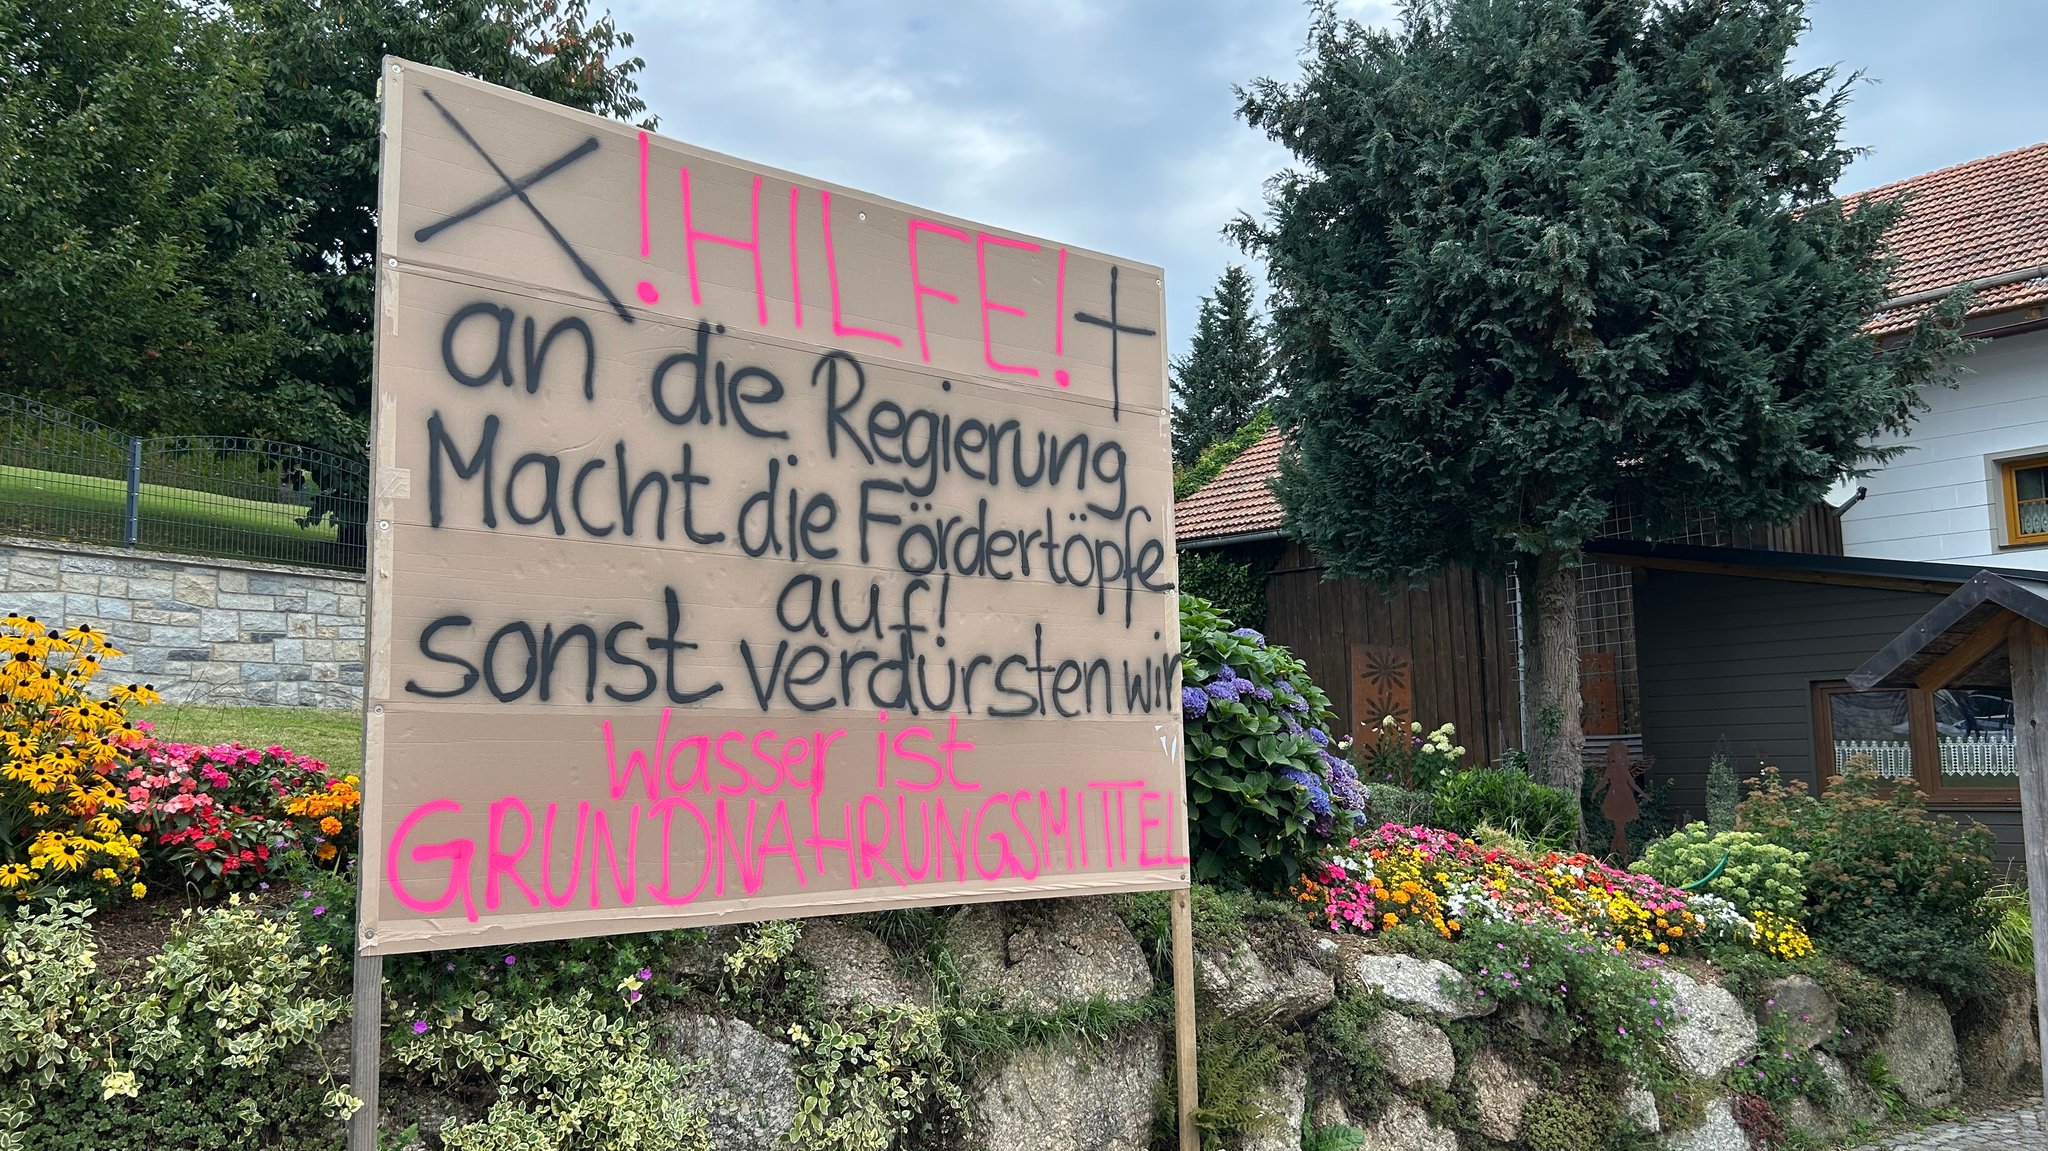 !HILFE!
an die Regierung
Macht die Fördertöpfe
auf!
sonst verdürsten wir
Wasser ist
GRUNDNAHRUNGSMITTEL